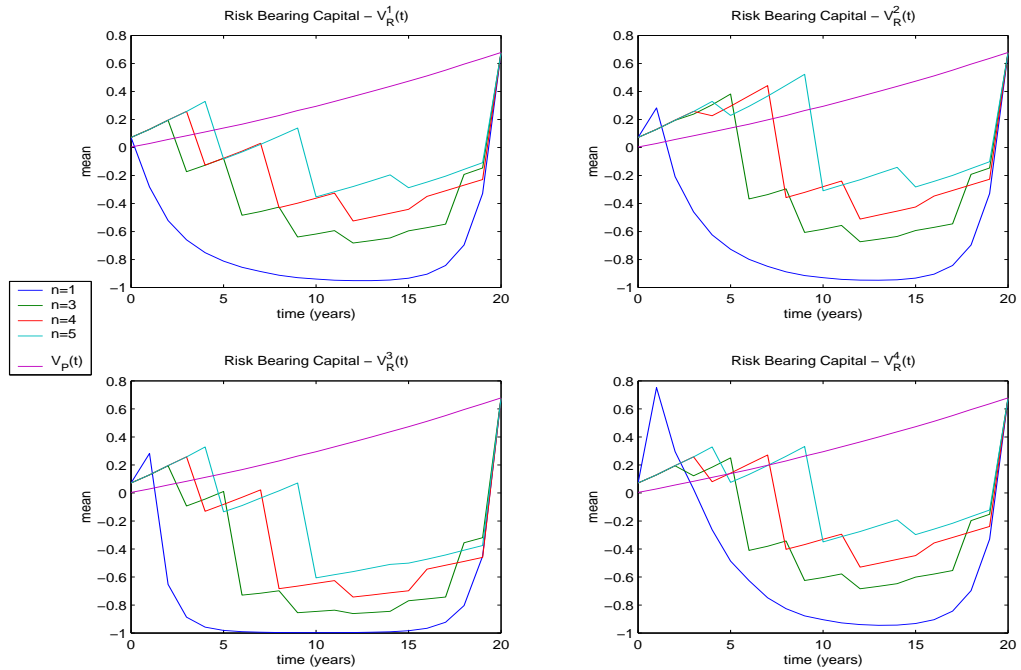 Risk Bearing Capital − V_R^1(t)
mean
0.8
0.6
0.4
0.2
0
−0.2
−0.4
−0.6
−0.8
−1
0 5 10 15 20
time (years)
Risk Bearing Capital − V_R^2(t)
mean
0.8
0.6
0.4
0.2
0
−0.2
−0.4
−0.6
−0.8
−1
0 5 10 15 20
time (years)
n=1
n=3
n=4
n=5
V_P(t)
Risk Bearing Capital − V_R^3(t)
mean
0.8
0.6
0.4
0.2
0
−0.2
−0.4
−0.6
−0.8
−1
0 5 10 15 20
time (years)
Risk Bearing Capital − V_R^4(t)
mean
0.8
0.6
0.4
0.2
0
−0.2
−0.4
−0.6
−0.8
−1
0 5 10 15 20
time (years)